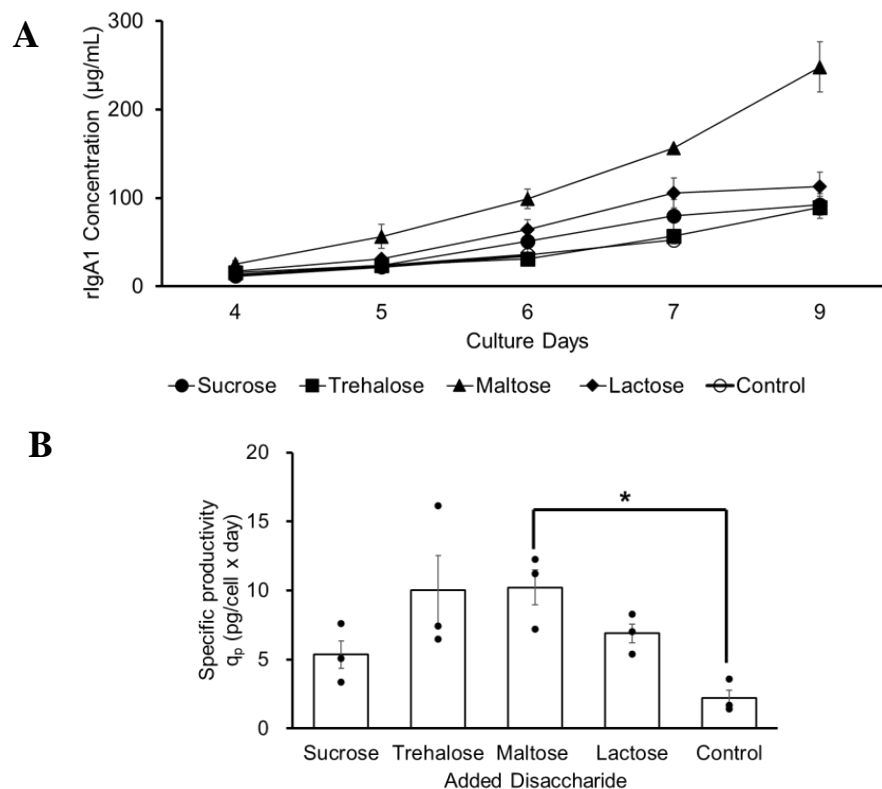 A
300
200
100
0
rIgA1 Concentration (µg/mL)
4 5 6 7 9
Culture Days
Sucrose Trehalose Maltose Lactose Control
B
20
15
10
5
0
Specific productivity
qp (pg/cell x day)
*
Sucrose Trehalose Maltose Lactose Control
Added Disaccharide